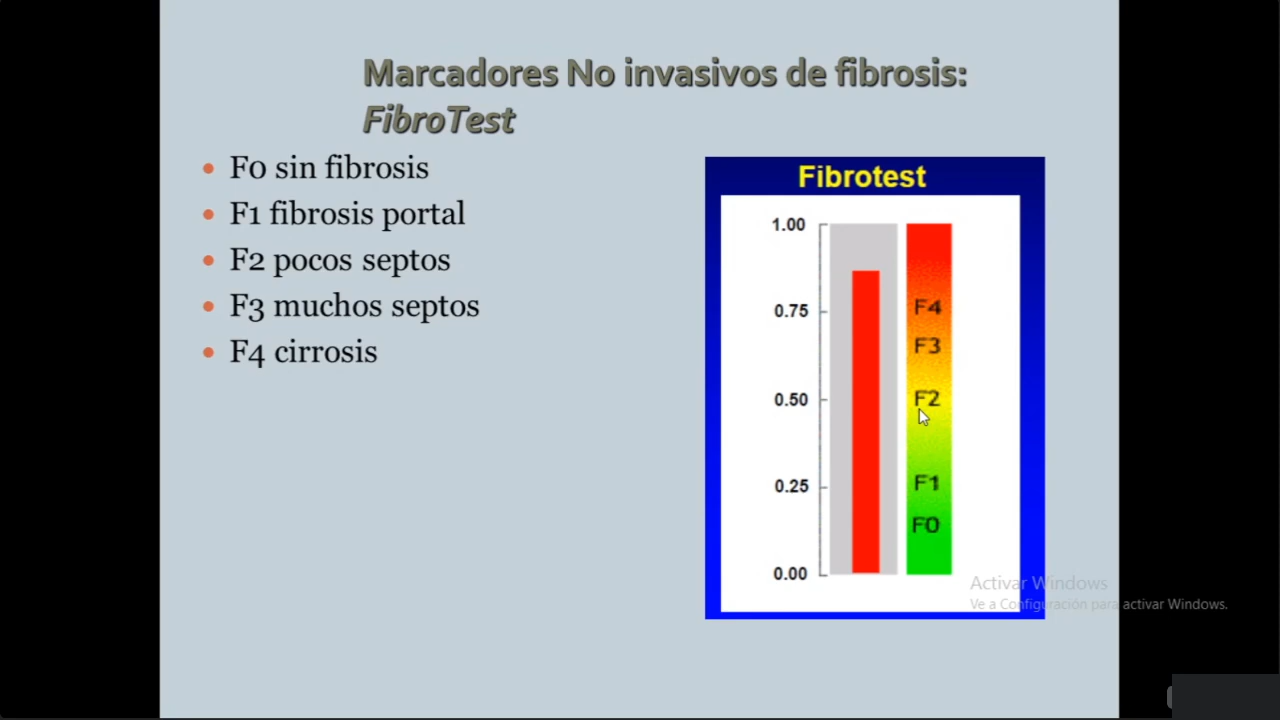 Marcadores No invasivos de fibrosis:
FibroTest
F0 sin fibrosis
F1 fibrosis portal
F2 pocos septos
F3 muchos septos
F4 cirrosis
Fibrotest
1.00
0.75
0.50
0.25
0.00
F4
F3
F2
F1
F0
Activar Windows
Ve a Configuración para activar Windows.